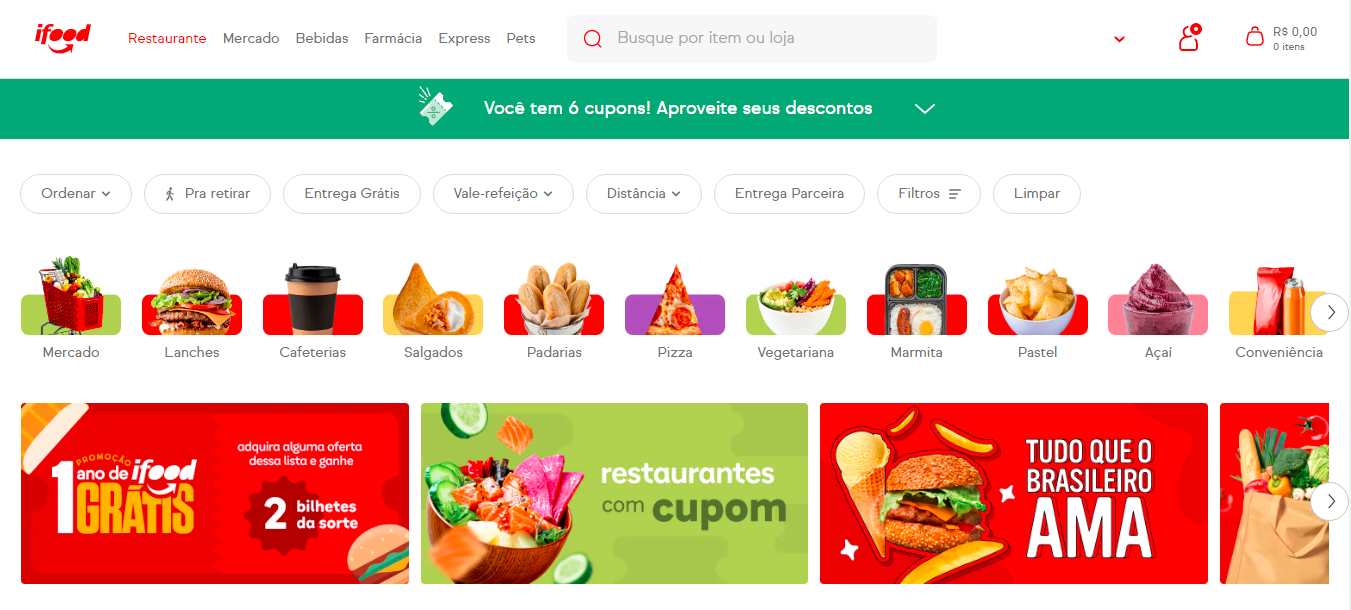 ifood
Restaurante Mercado Bebidas Farmácia Express Pets
Busque por item ou loja
R$ 0,00
0 itens
Você tem 6 cupons! Aproveite seus descontos
Ordenar Pra retirar Entrega Grátis Vale-refeição Distância Entrega Parceira Filtros Limpar
Mercado Lanches Cafeterias Salgados Padarias Pizza Vegetariana Marmita Pastel Açaí Conveniência
PROMOÇÃO
1 ano de ifood
GRÁTIS
adquira alguma oferta
dessa lista e ganhe
2 bilhetes
da sorte
restaurantes
com cupom
TUDO QUE O
BRASILEIRO
AMA